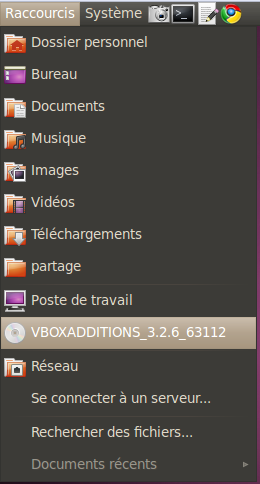 Raccourcis Système
Dossier personnel
Bureau
Documents
Musique
Images
Vidéos
Téléchargements
partage
Poste de travail
VBOXADDITIONS_3.2.6_63112
Réseau
Se connecter à un serveur...
Rechercher des fichiers...
Documents récents